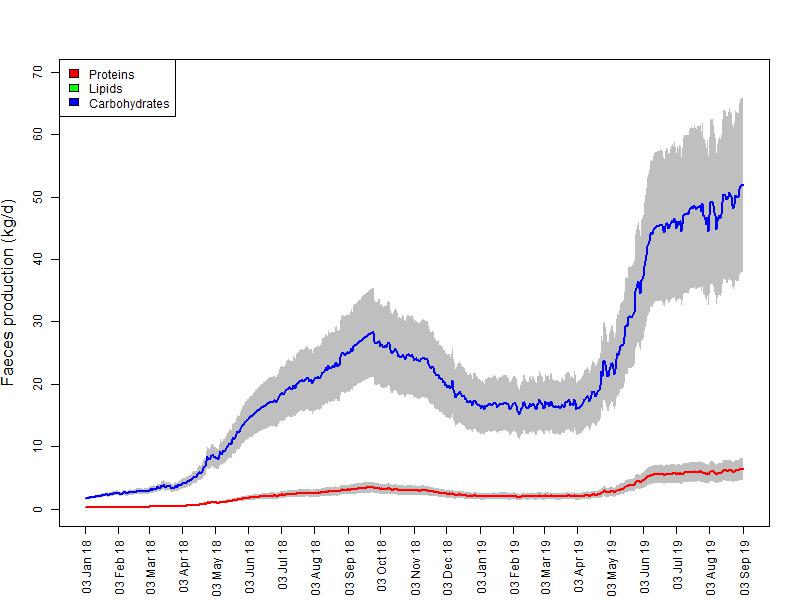 Faeces production (kg/d)
70
60
50
40
30
20
10
0
Proteins
Lipids
Carbohydrates
03 Jan 18
03 Feb 18
03 Mar 18
03 Apr 18
03 May 18
03 Jun 18
03 Jul 18
03 Aug 18
03 Sep 18
03 Oct 18
03 Nov 18
03 Dec 18
03 Jan 19
03 Feb 19
03 Mar 19
03 Apr 19
03 May 19
03 Jun 19
03 Jul 19
03 Aug 19
03 Sep 19